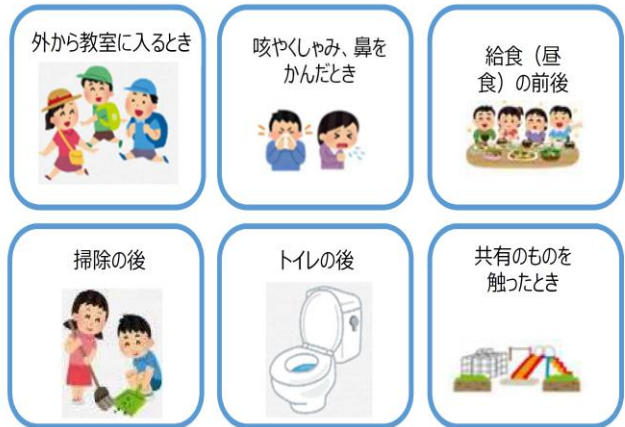 外から教室に入るとき
咳やくしゃみ、鼻を
かんだとき
給食（昼
食）の前後
掃除の後
トイレの後
共有のものを
触ったとき